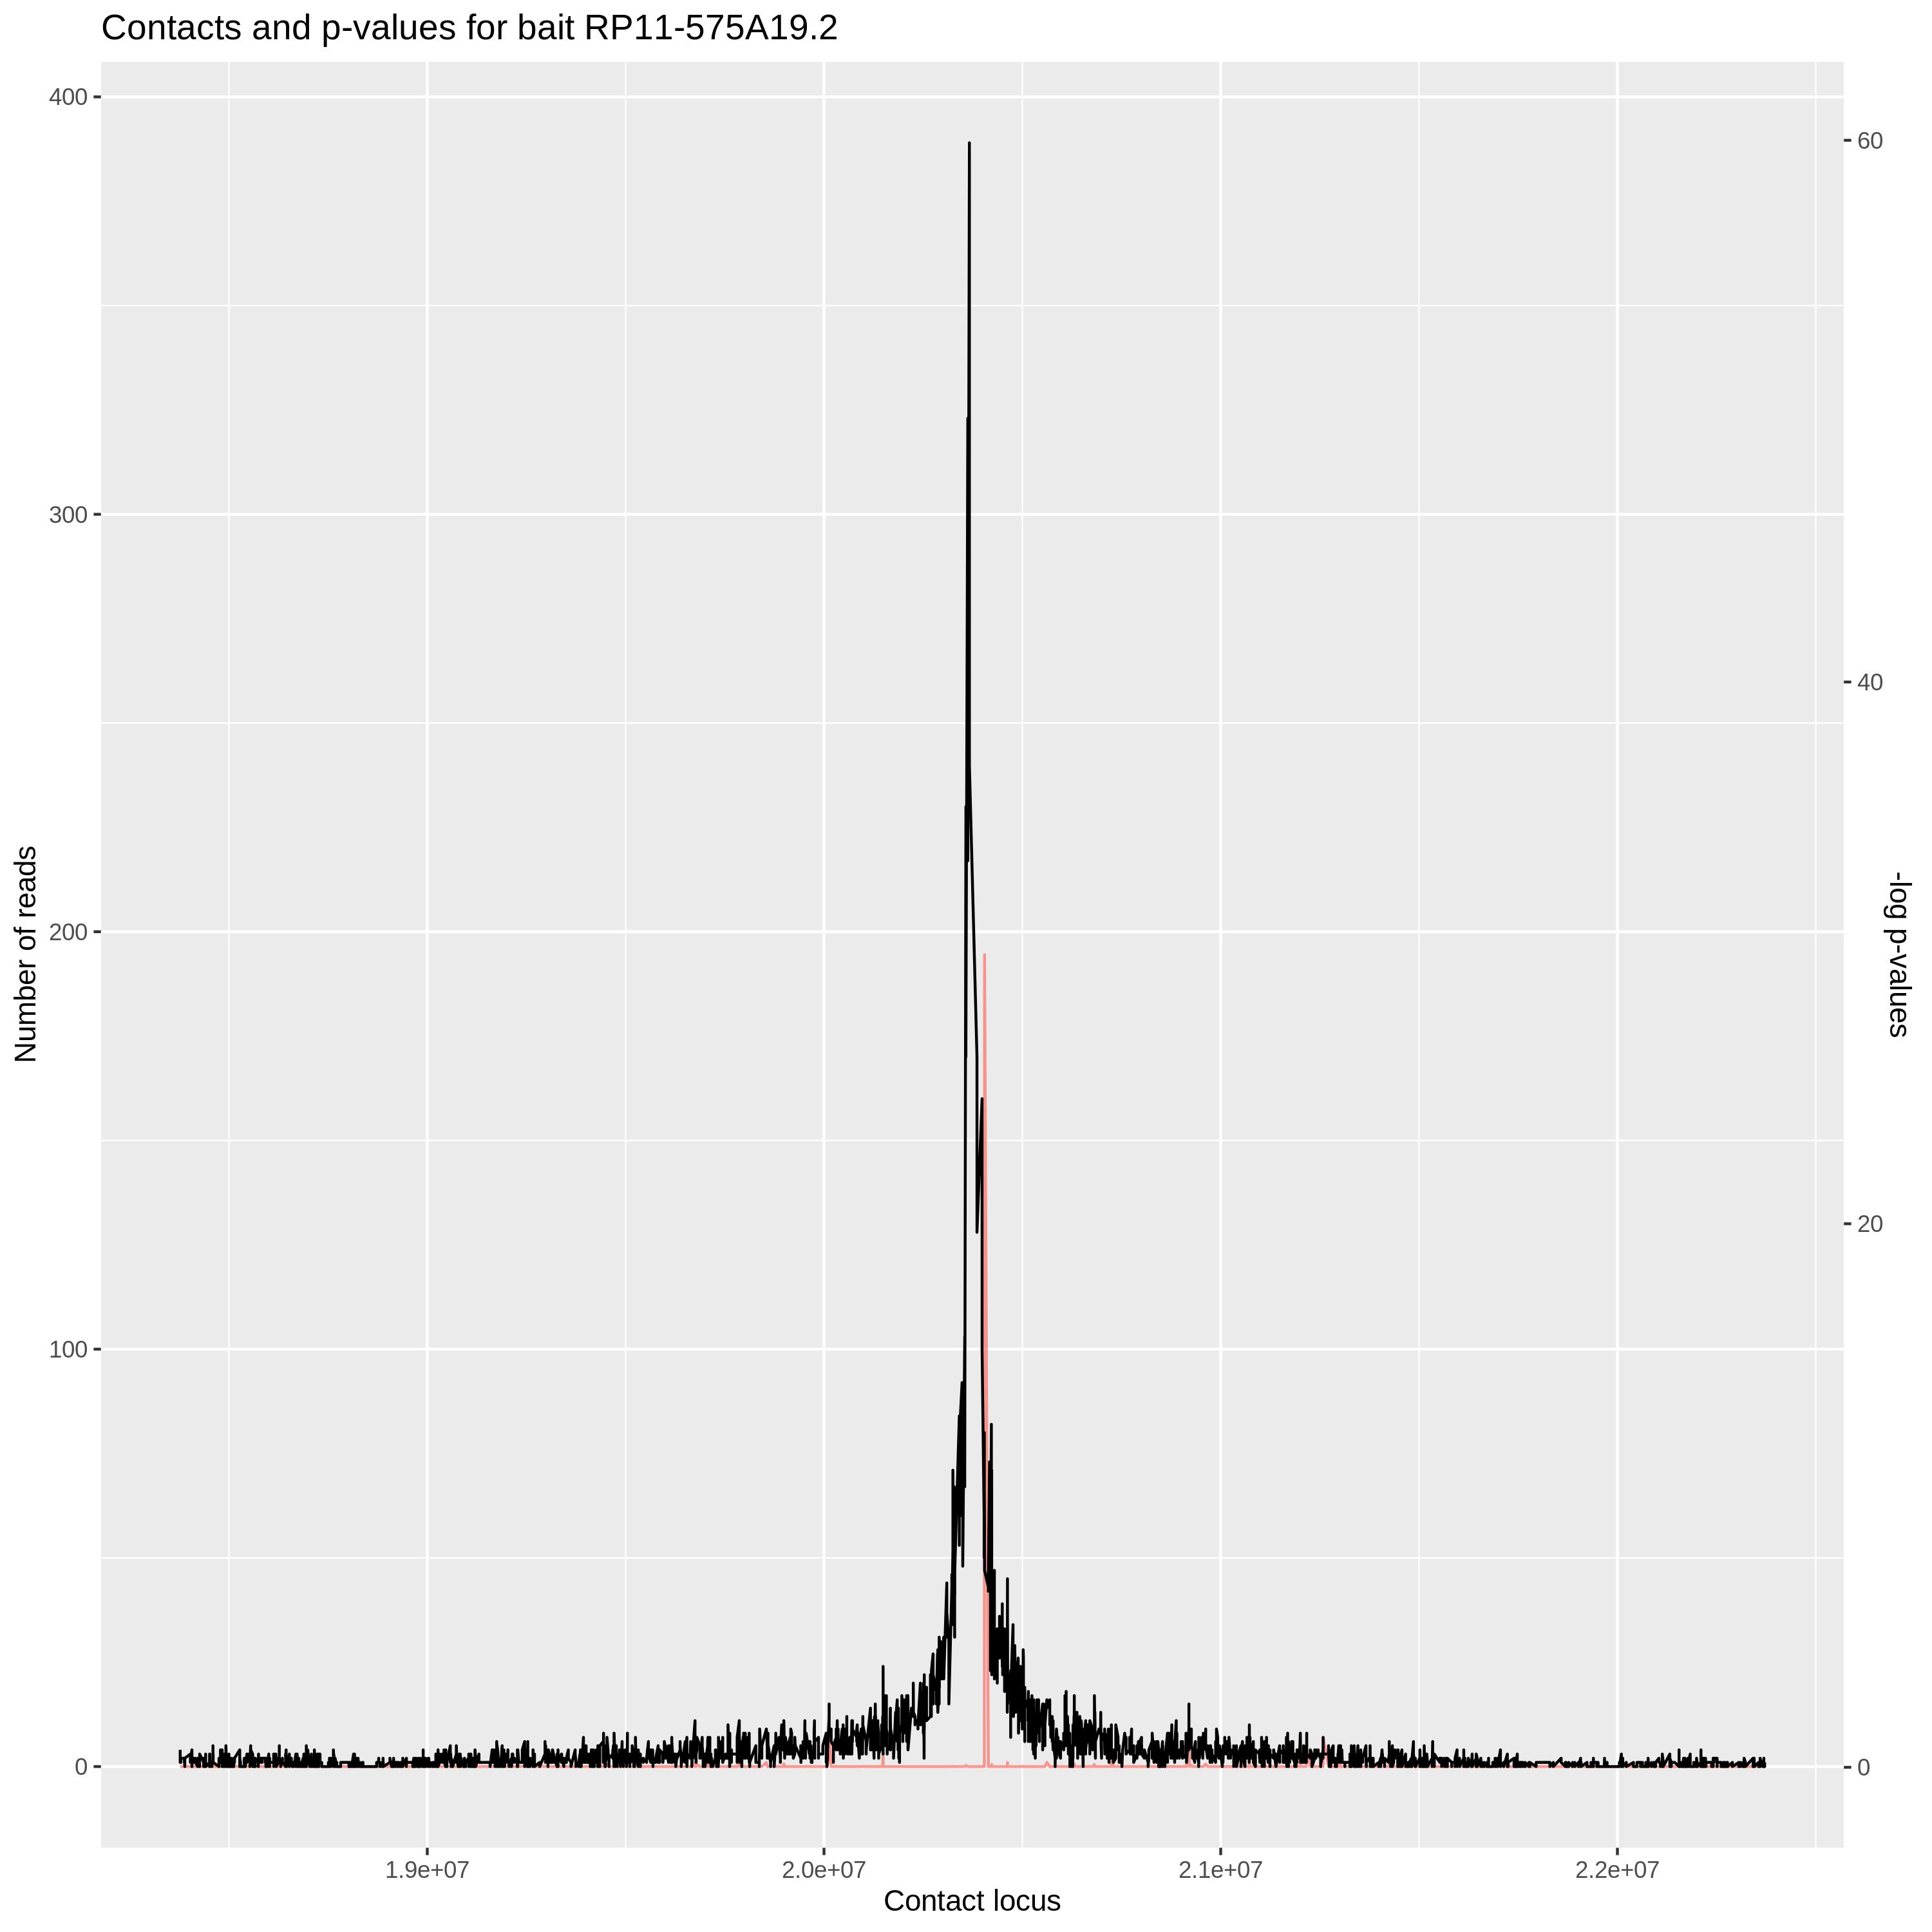 Contacts and p-values for bait RP11-575A19.2
400
300
200
100
0
Number of reads
60
40
20
0
-log p-values
1.9e+07
2.0e+07
2.1e+07
2.2e+07
Contact locus